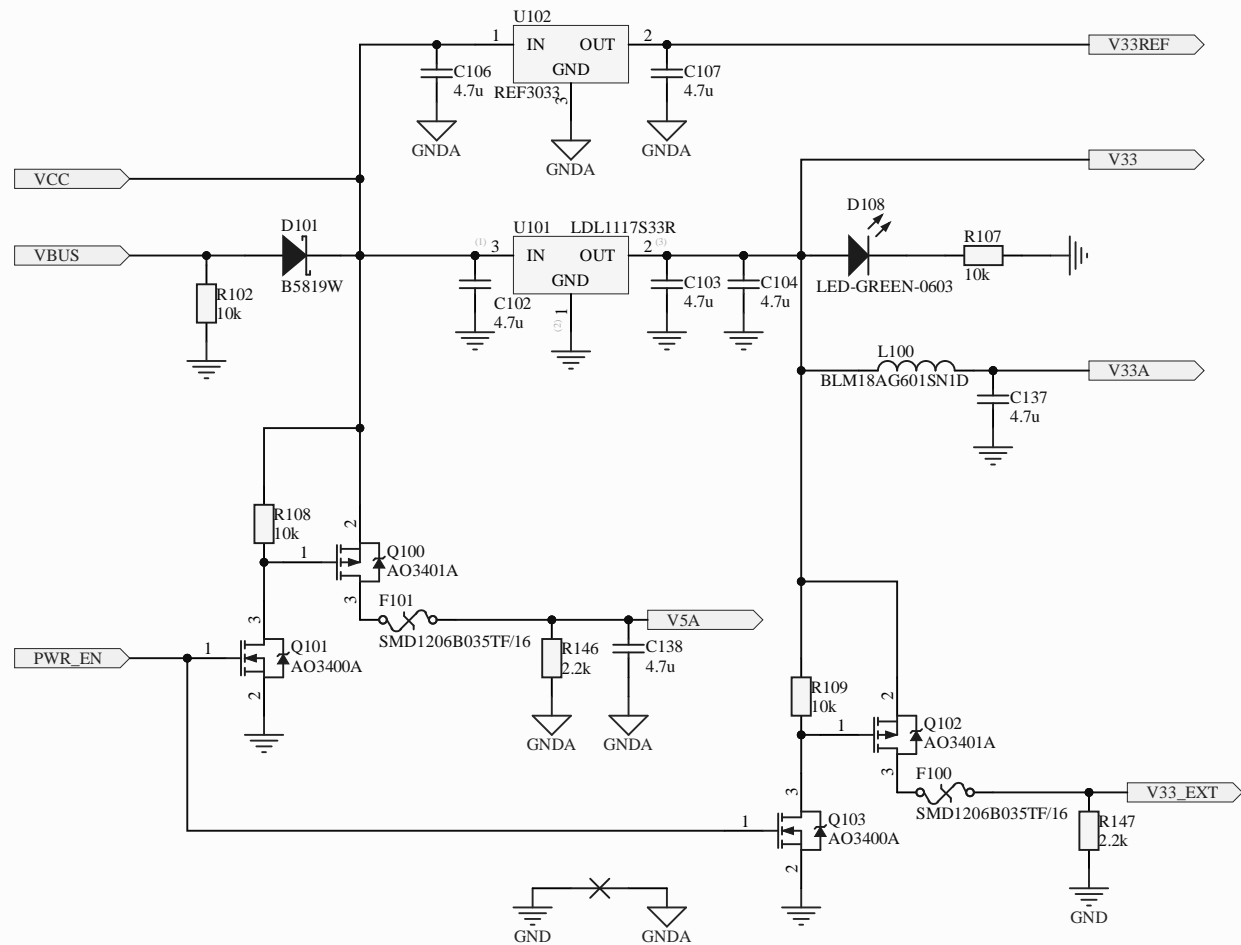 U102
1 IN OUT 2
GND
REF3033
3
V33REF
C106
4.7u
C107
4.7u
GNDA
GNDA
GNDA
VCC
V33
VBUS
D101
B5819W
R102
10k
U101 LDL1117S33R
(1) 3 IN OUT 2 (3)
GND
(2) 1
C102
4.7u
C103
4.7u
C104
4.7u
D108
LED-GREEN-0603
R107
10k
L100
BLM18AG601SN1D
V33A
C137
4.7u
R108
10k
2
1
Q100
AO3401A
3
F101
SMD1206B035TF/16
V5A
R146
2.2k
C138
4.7u
GNDA
GNDA
PWR_EN
3
1
Q101
AO3400A
2
R109
10k
2
1
Q102
AO3401A
3
F100
SMD1206B035TF/16
V33_EXT
R147
2.2k
GND
3
1
Q103
AO3400A
2
GND
GNDA